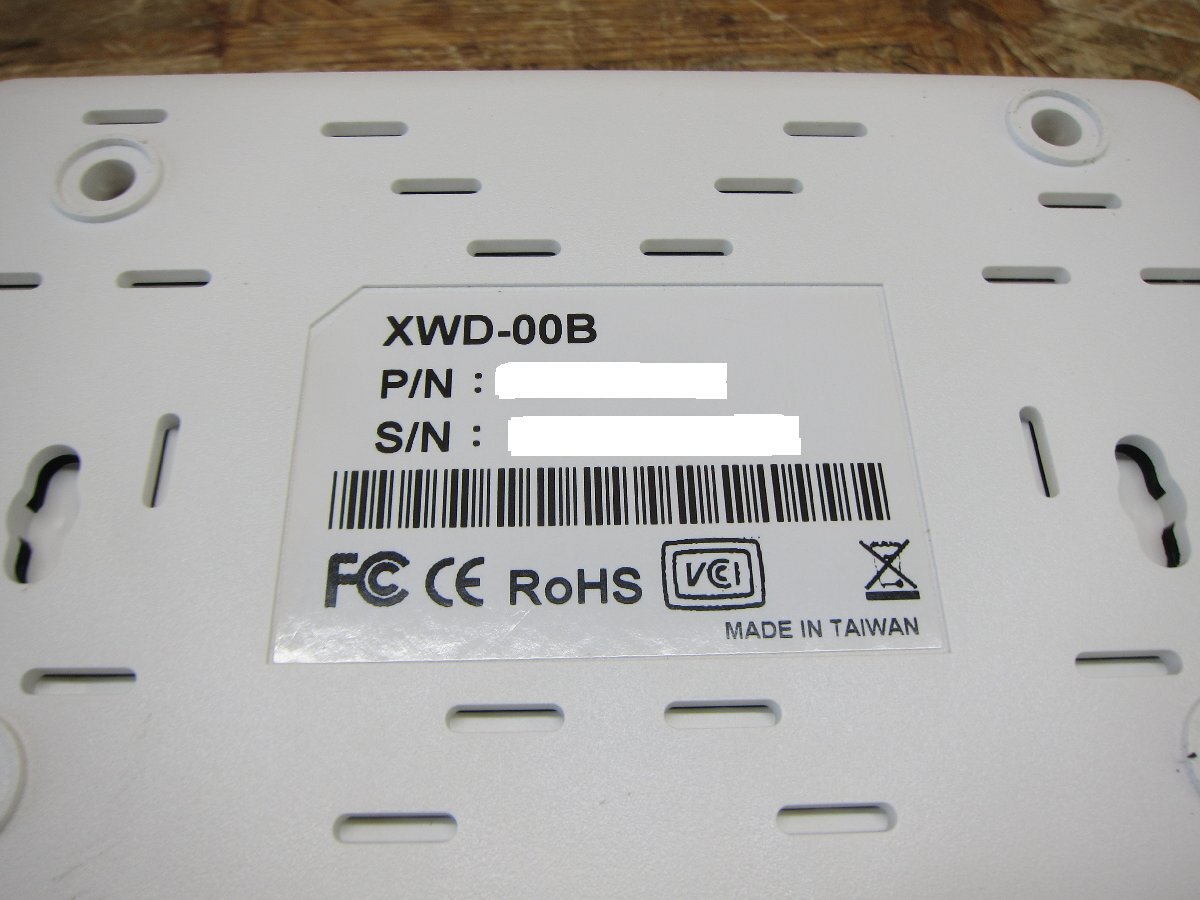 XWD-00B
P/N :
S/N :
FC CE RoHS VCI
MADE IN TAIWAN